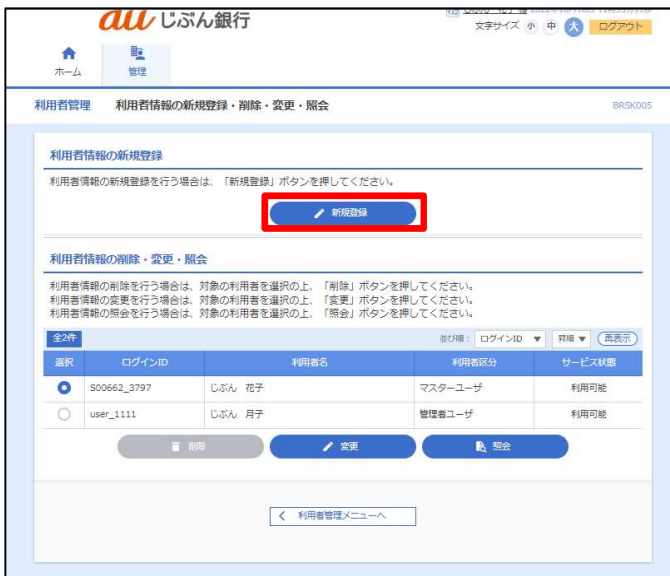 au じぶん銀行
文字サイズ 小 中 大 ログアウト
ホーム 管理
利用者管理 利用者情報の新規登録・削除・変更・照会 BRSK005
利用者情報の新規登録
利用者情報の新規登録を行う場合は、「新規登録」ボタンを押してください。
新規登録
利用者情報の削除・変更・照会
利用者情報の削除を行う場合は、対象の利用者を選択の上、「削除」ボタンを押してください。
利用者情報の変更を行う場合は、対象の利用者を選択の上、「変更」ボタンを押してください。
利用者情報の照会を行う場合は、対象の利用者を選択の上、「照会」ボタンを押してください。
全2件 並び順： ログインID ▼ 昇順 ▼ 再表示
選択 ログインID 利用者名 利用者区分 サービス状態
S00662_3797 じぶん 花子 マスターユーザ 利用可能
user_1111 じぶん 月子 管理者ユーザ 利用可能
削除 変更 照会
利用者管理メニューへ